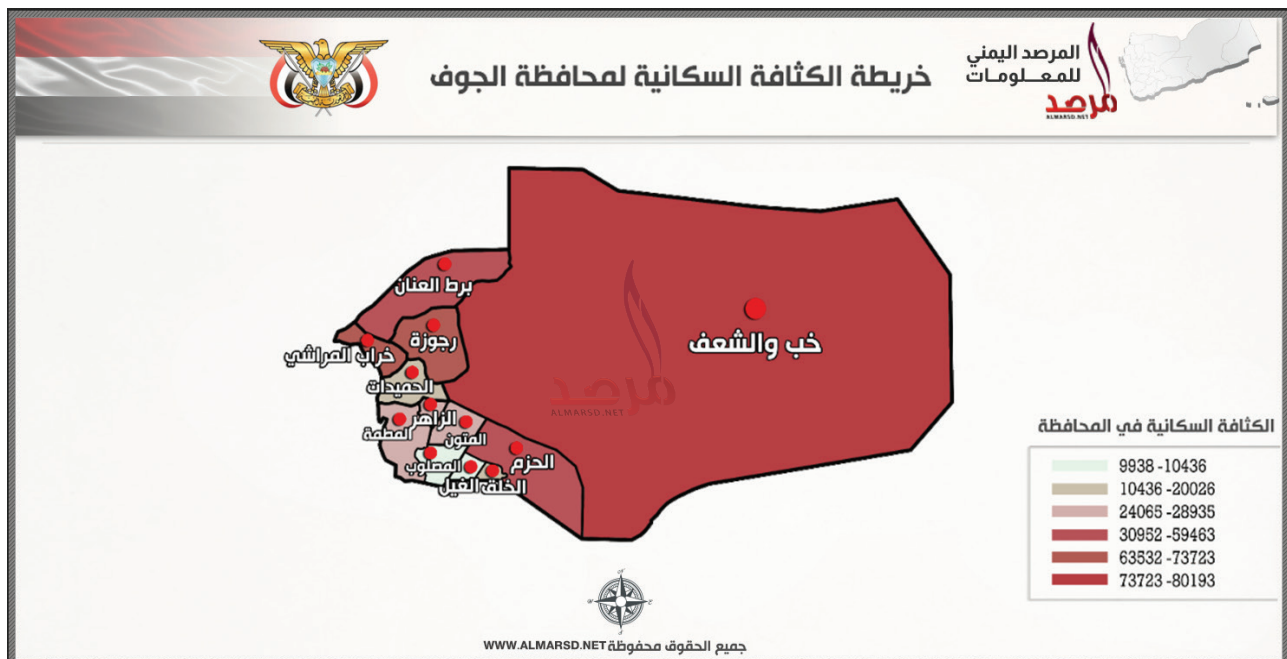 المرصد اليمني
للمعـلـومـات
مرصد
ALMARSD.NET
خريطة الكثافة السكانية لمحافظة الجوف
برط العنان
رجوزة
خراب المراشي
خب والشعف
الحميدات
الزاهر
المطمة
المتون
المصلوب
الغيل
الخلق
الحزم
مرصد
ALMARSD.NET
الكثافة السكانية في المحافظة
9938 -10436
10436 -20026
24065 -28935
30952 -59463
63532 -73723
73723 -80193
جميع الحقوق محفوظة WWW.ALMARSD.NET